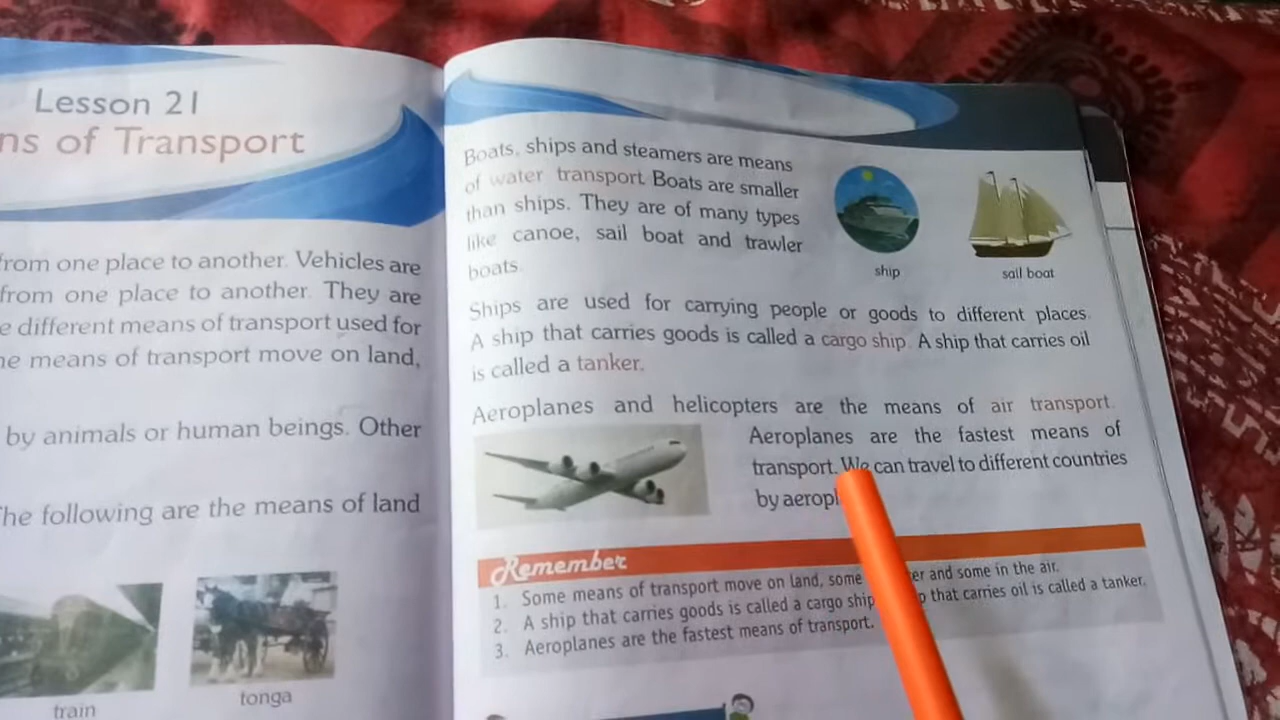 Lesson 21
ns of Transport
from one place to another. Vehicles are
from one place to another. They are
e different means of transport used for
ne means of transport move on land,
by animals or human beings. Other
The following are the means of land
train
tonga
Boats, ships and steamers are means
of water transport. Boats are smaller
than ships. They are of many types
like canoe, sail boat and trawler
boats.
ship
sail boat
Ships are used for carrying people or goods to different places.
A ship that carries goods is called a cargo ship. A ship that carries oil
is called a tanker.
Aeroplanes and helicopters are the means of air transport.
Aeroplanes are the fastest means of
transport. We can travel to different countries
by aeropl
Remember
1. Some means of transport move on land, some er and some in the air.
2. A ship that carries goods is called a cargo ship p that carries oil is called a tanker.
3. Aeroplanes are the fastest means of transport.